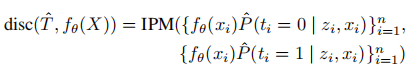 disc(T̂, f_θ(X)) = IPM({f_θ(x_i)P̂(t_i = 0 | z_i, x_i)}_{i=1}^n,
{f_θ(x_i)P̂(t_i = 1 | z_i, x_i)}_{i=1}^n)